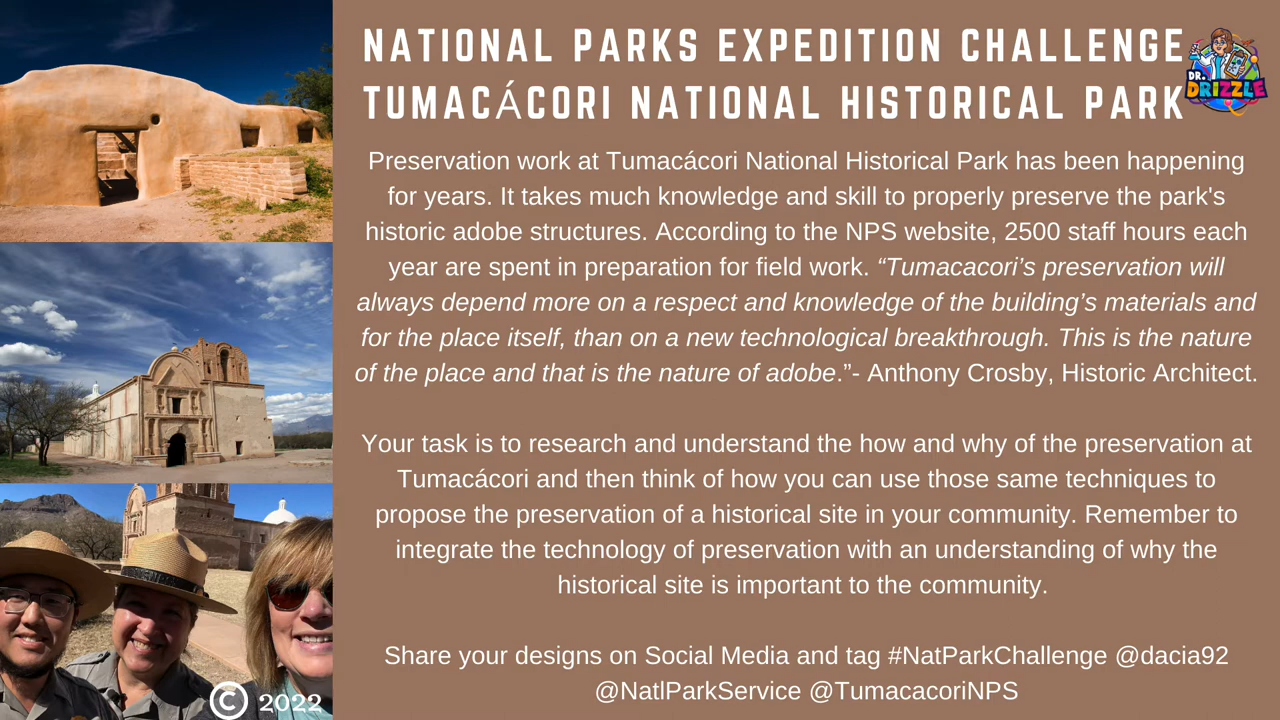 NATIONAL PARKS EXPEDITION CHALLENGE
TUMACÁCORI NATIONAL HISTORICAL PARK
DR.
DRIZZLE
Preservation work at Tumacácori National Historical Park has been happening
for years. It takes much knowledge and skill to properly preserve the park's
historic adobe structures. According to the NPS website, 2500 staff hours each
year are spent in preparation for field work. “Tumacacori’s preservation will
always depend more on a respect and knowledge of the building’s materials and
for the place itself, than on a new technological breakthrough. This is the nature
of the place and that is the nature of adobe.”- Anthony Crosby, Historic Architect.
Your task is to research and understand the how and why of the preservation at
Tumacácori and then think of how you can use those same techniques to
propose the preservation of a historical site in your community. Remember to
integrate the technology of preservation with an understanding of why the
historical site is important to the community.
Share your designs on Social Media and tag #NatParkChallenge @dacia92
@NatlParkService @TumacacoriNPS
© 2022